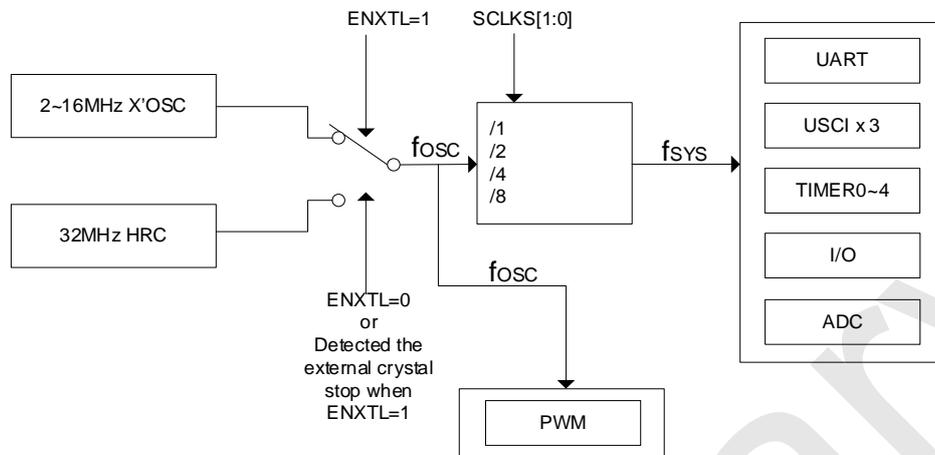 ENXTL=1
SCLKS[1:0]
2~16MHz X'OSC
32MHz HRC
fOSC
/1
/2
/4
/8
fSYS
UART
USCI x 3
TIMER0~4
I/O
ADC
fOSC
ENXTL=0
or
Detected the
external crystal
stop when
ENXTL=1
PWM